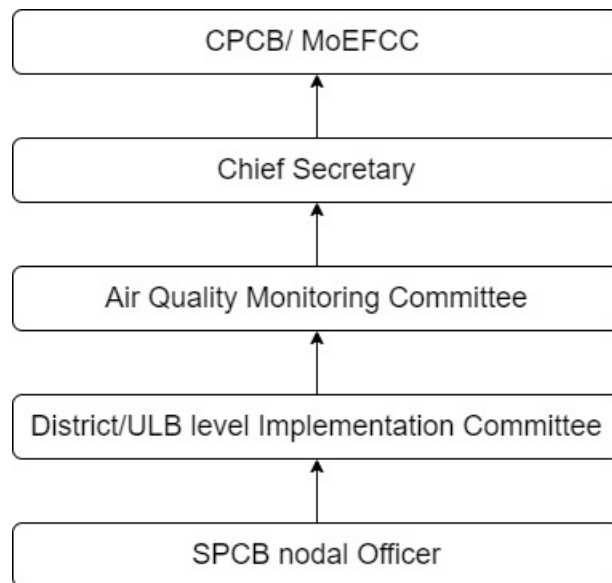 CPCB/ MoEFCC
Chief Secretary
Air Quality Monitoring Committee
District/ULB level Implementation Committee
SPCB nodal Officer